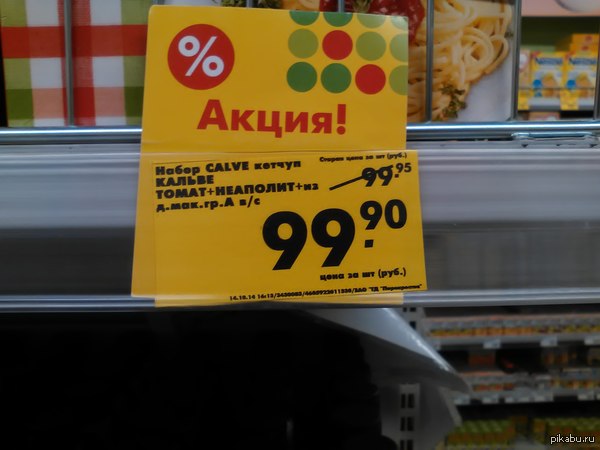 %
Акция!
Набор CALVE кетчуп
КАЛЬВЕ
ТОМАТ+НЕАПОЛИТ+из
д.мак.гр.А в/с
Старая цена за шт (руб.)
99.95
99.90
цена за шт (руб.)
Nestle
pikabu.ru